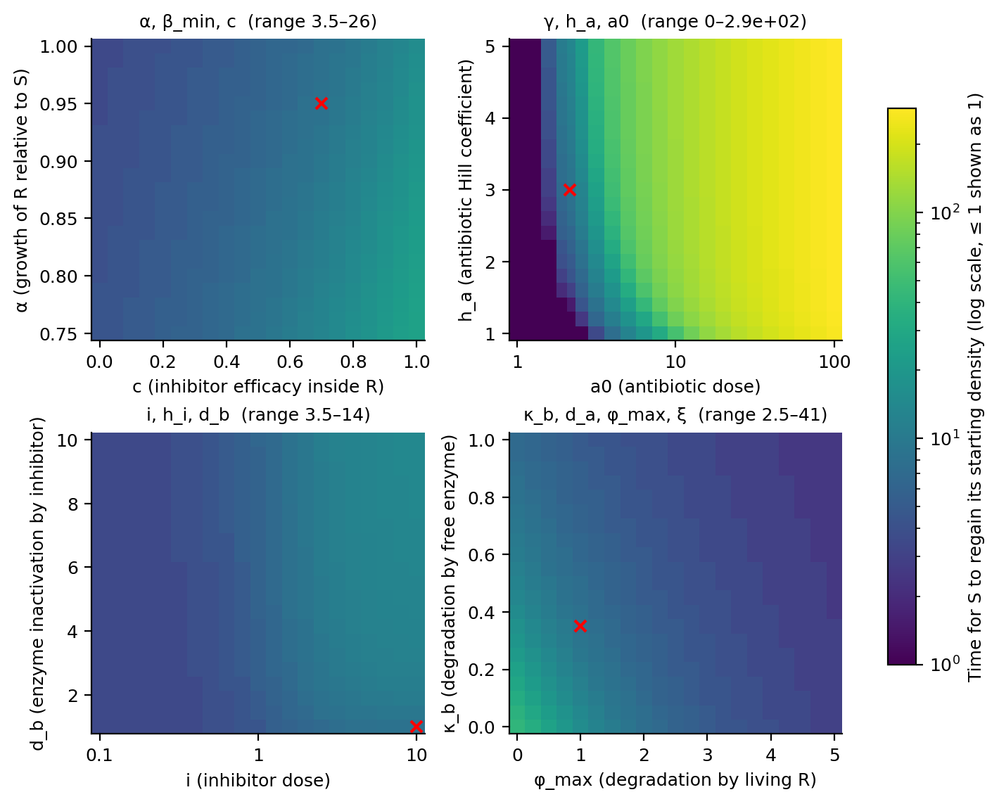 α, β_min, c  (range 3.5–26)
α (growth of R relative to S)
1.00
0.95
0.90
0.85
0.80
0.75
0.0 0.2 0.4 0.6 0.8 1.0
c (inhibitor efficacy inside R)
γ, h_a, a0  (range 0–2.9e+02)
h_a (antibiotic Hill coefficient)
5
4
3
2
1
1 10 100
a0 (antibiotic dose)
i, h_i, d_b  (range 3.5–14)
d_b (enzyme inactivation by inhibitor)
10
8
6
4
2
0.1 1 10
i (inhibitor dose)
κ_b, d_a, φ_max, ξ  (range 2.5–41)
κ_b (degradation by free enzyme)
1.0
0.8
0.6
0.4
0.2
0.0
0 1 2 3 4 5
φ_max (degradation by living R)
10²
10¹
10⁰
Time for S to regain its starting density (log scale, ≤ 1 shown as 1)